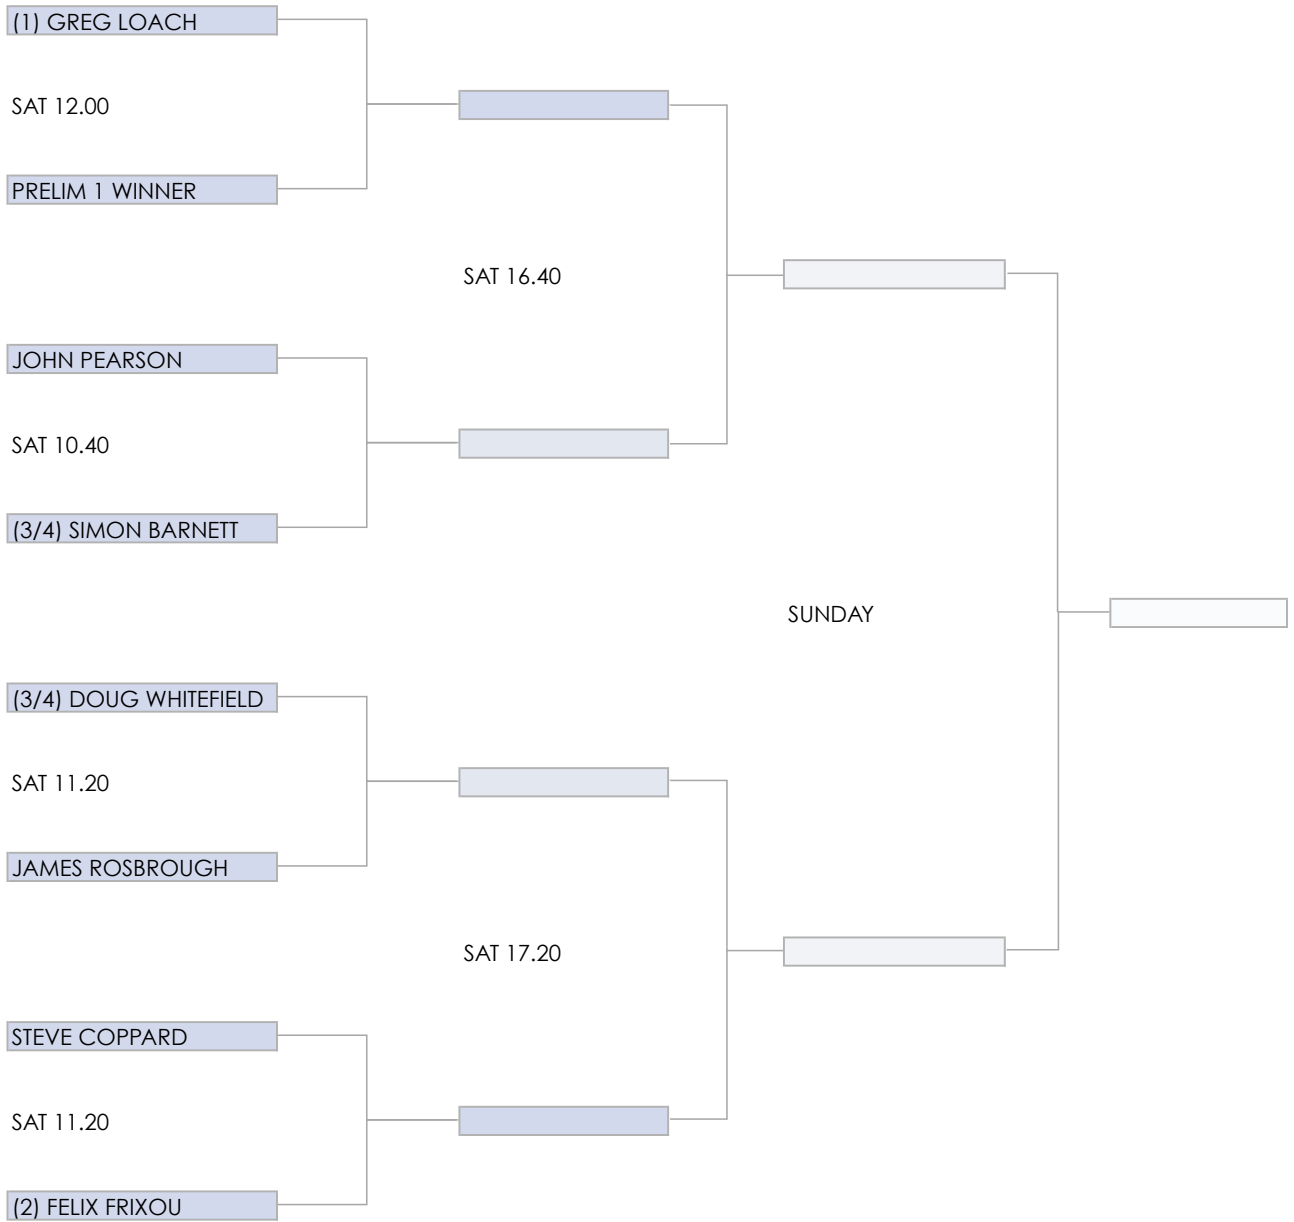 (1) GREG LOACH
SAT 12.00
PRELIM 1 WINNER
SAT 16.40
JOHN PEARSON
SAT 10.40
(3/4) SIMON BARNETT
SUNDAY
(3/4) DOUG WHITEFIELD
SAT 11.20
JAMES ROSBROUGH
SAT 17.20
STEVE COPPARD
SAT 11.20
(2) FELIX FRIXOU